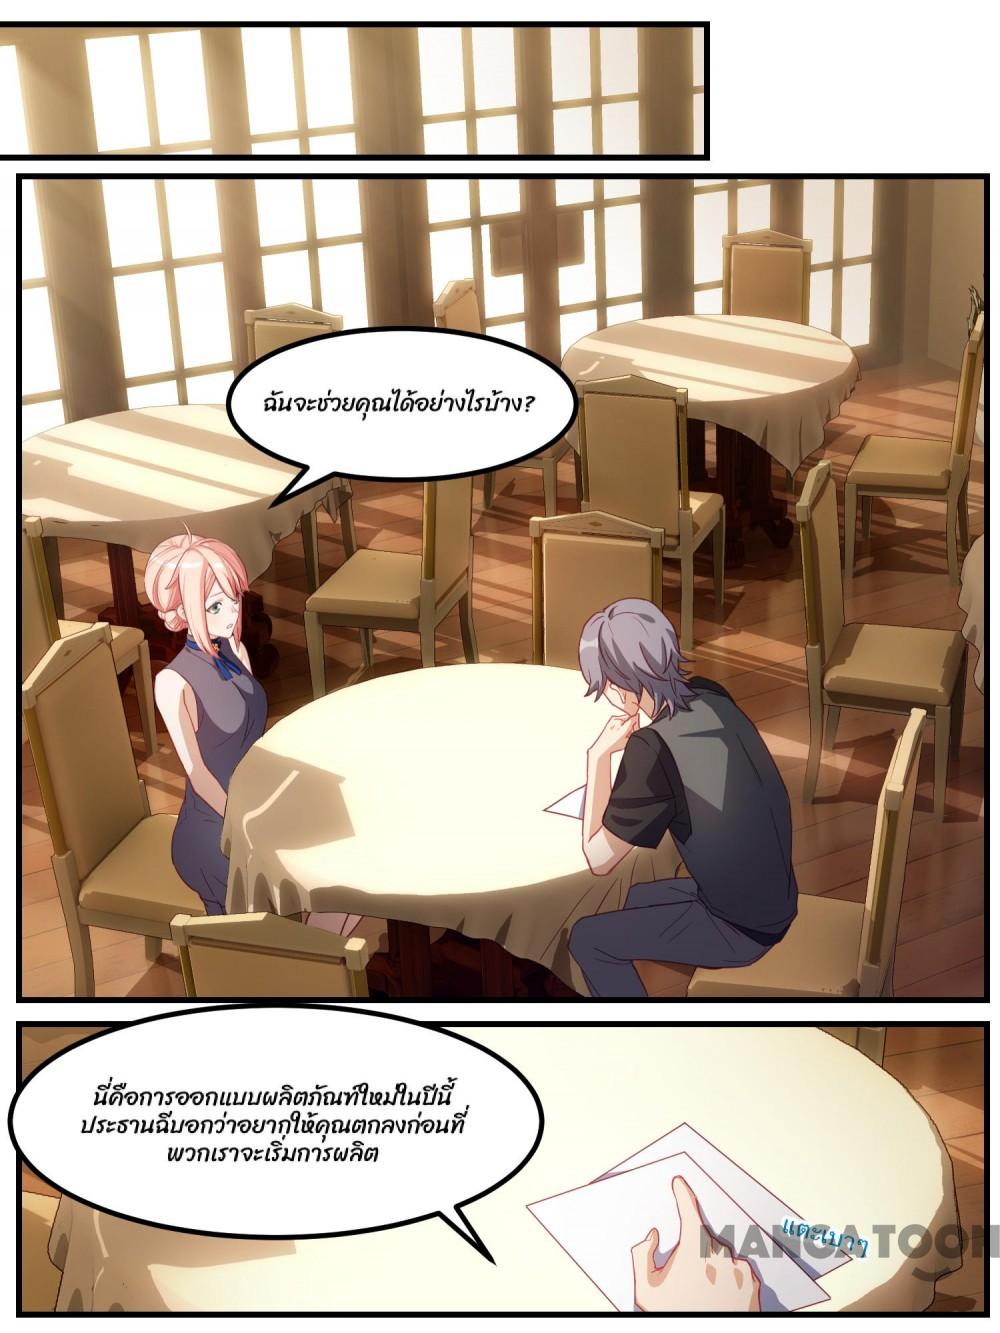 ฉันจะช่วยคุณได้อย่างไรบ้าง?
นี่คือการออกแบบผลิตภัณฑ์ใหม่ในปีนี้
ประธานฉีบอกว่าอยากให้คุณตกลงก่อนที่
พวกเราจะเริ่มการผลิต
แตะเบาๆ
MANGATOON